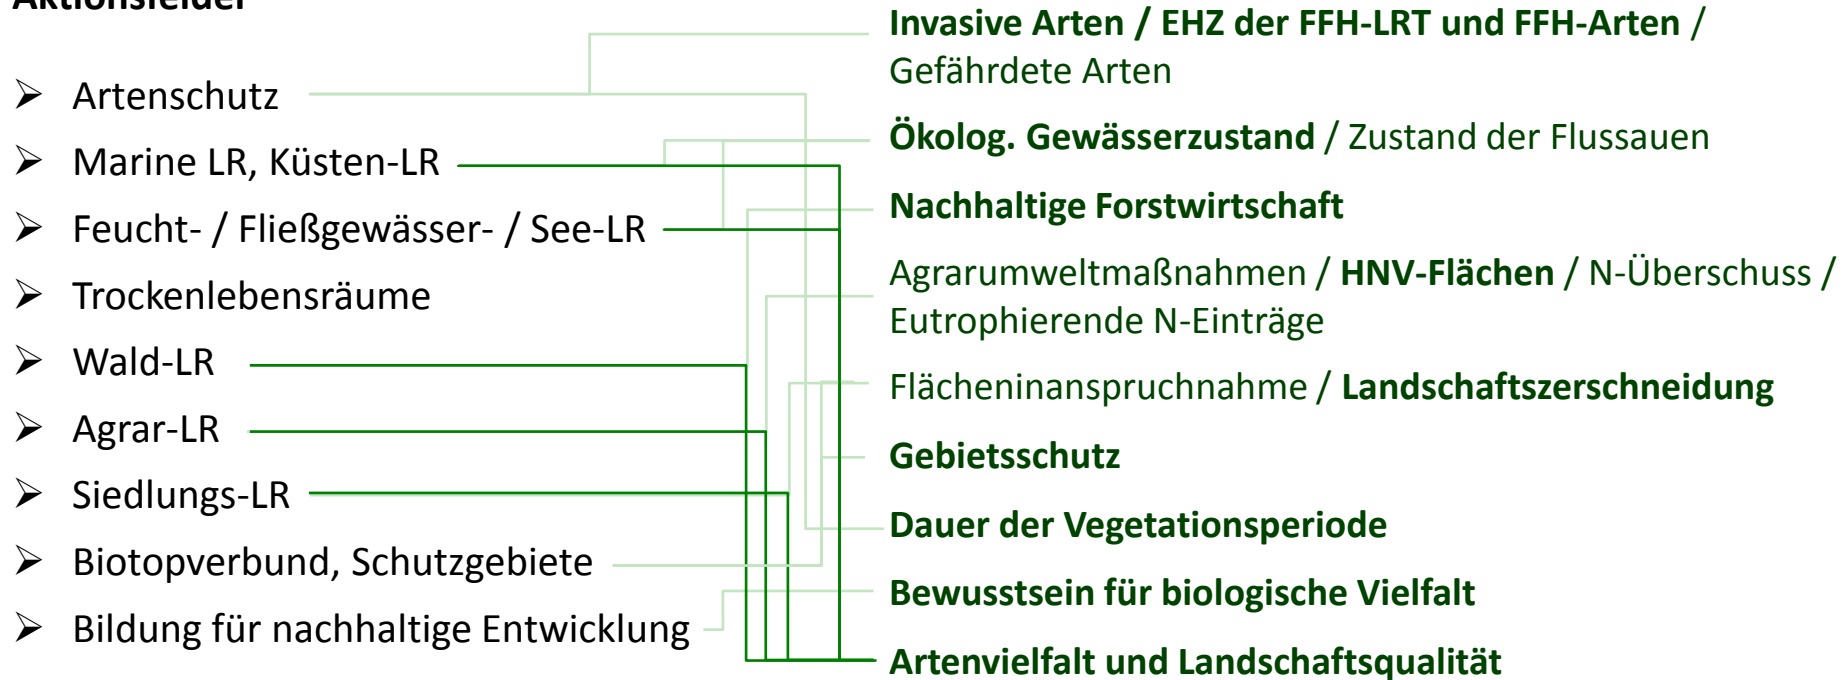 Aktionsfelder
➢ Artenschutz
➢ Marine LR, Küsten-LR
➢ Feucht- / Fließgewässer- / See-LR
➢ Trockenlebensräume
➢ Wald-LR
➢ Agrar-LR
➢ Siedlungs-LR
➢ Biotopverbund, Schutzgebiete
➢ Bildung für nachhaltige Entwicklung
Invasive Arten / EHZ der FFH-LRT und FFH-Arten /
Gefährdete Arten
Ökolog. Gewässerzustand / Zustand der Flussauen
Nachhaltige Forstwirtschaft
Agrarumweltmaßnahmen / HNV-Flächen / N-Überschuss /
Eutrophierende N-Einträge
Flächeninanspruchnahme / Landschaftszerschneidung
Gebietsschutz
Dauer der Vegetationsperiode
Bewusstsein für biologische Vielfalt
Artenvielfalt und Landschaftsqualität